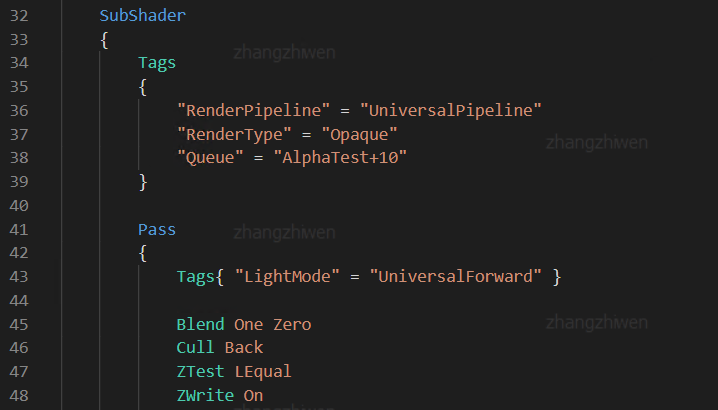 32 SubShader
33 {
zhangzhiwen
34 Tags
35 {
36 "RenderPipeline" = "UniversalPipeline"
37 "RenderType" = "Opaque"
zhangzhiwen
38 "Queue" = "AlphaTest+10"
39 }
40
41 Pass
zhangzhiwen
42 {
43 Tags{ "LightMode" = "UniversalForward" }
44
45 Blend One Zero
zhangzhiwen
46 Cull Back
47 ZTest LEqual
48 ZWrite On
zhangzhiwen